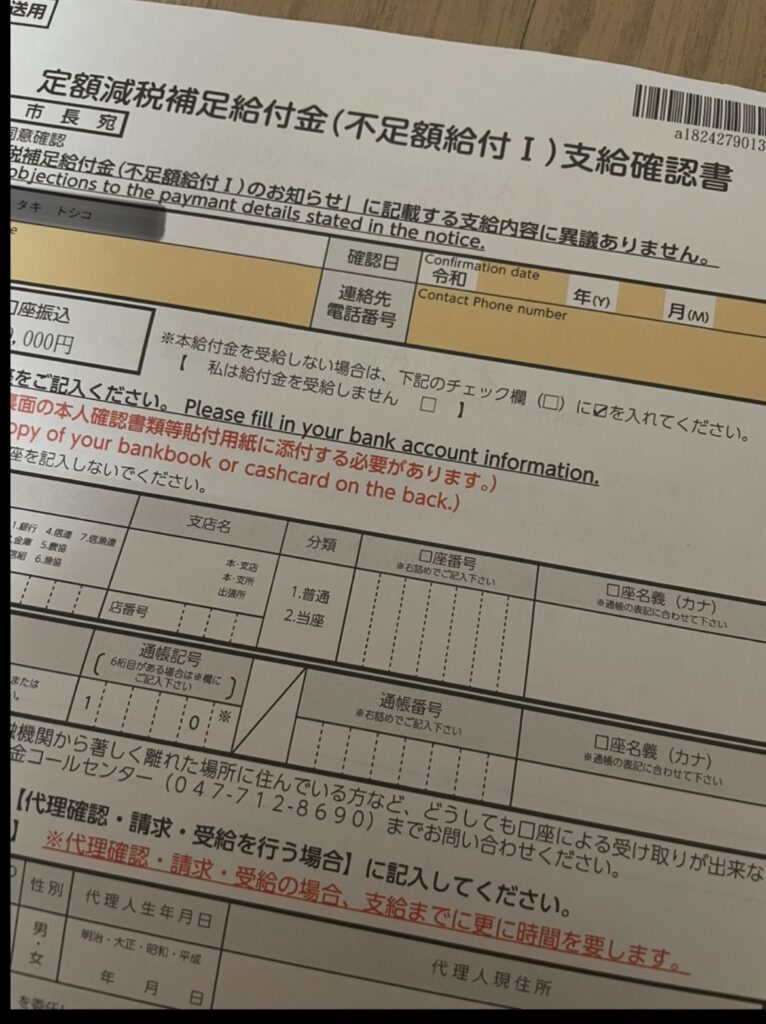 送用
a1824279013
定額減税補足給付金(不足額給付Ⅰ)支給確認書
市 長 宛
同意確認
税補足給付金(不足額給付Ⅰ)のお知らせ」に記載する支給内容に異議ありません。
objections to the paymant details stated in the notice.
タキ トシコ
確認日
Confirmation date
令和 年(Y) 月(M)
連絡先
電話番号
Contact Phone number
口座振込
,000円
※本給付金を受給しない場合は、下記のチェック欄(□)に☑を入れてください。
【 私は給付金を受給しません □ 】
をご記入ください。 Please fill in your bank account information.
裏面の本人確認書類等貼付用紙に添付する必要があります。)
opy of your bankbook or cashcard on the back.)
座を記入しないでください。
1.銀行 4.信連 7.信漁連
金庫 5.農協
信組 6.漁協
支店名
本・支店
本・支所
出張所
店番号
分類
1.普通
2.当座
口座番号
※右詰めでご記入下さい
口座名義(カナ)
※通帳の表記に合わせて下さい
通帳記号
(6桁目がある場合は※欄にご記入下さい)
または
1 0 ※
通帳番号
※右詰めでご記入下さい
口座名義(カナ)
※通帳の表記に合わせて下さい
融機関から著しく離れた場所に住んでいる方など、どうしても口座による受け取りが出来な
金コールセンター(047-712-8690)までお問い合わせください。
【代理確認・請求・受給を行う場合】に記入してください。
】 ※代理確認・請求・受給の場合、支給までに更に時間を要します。
性別
代理人生年月日
男・女
明治・大正・昭和・平成
年 月 日
代理人現住所
を委任し